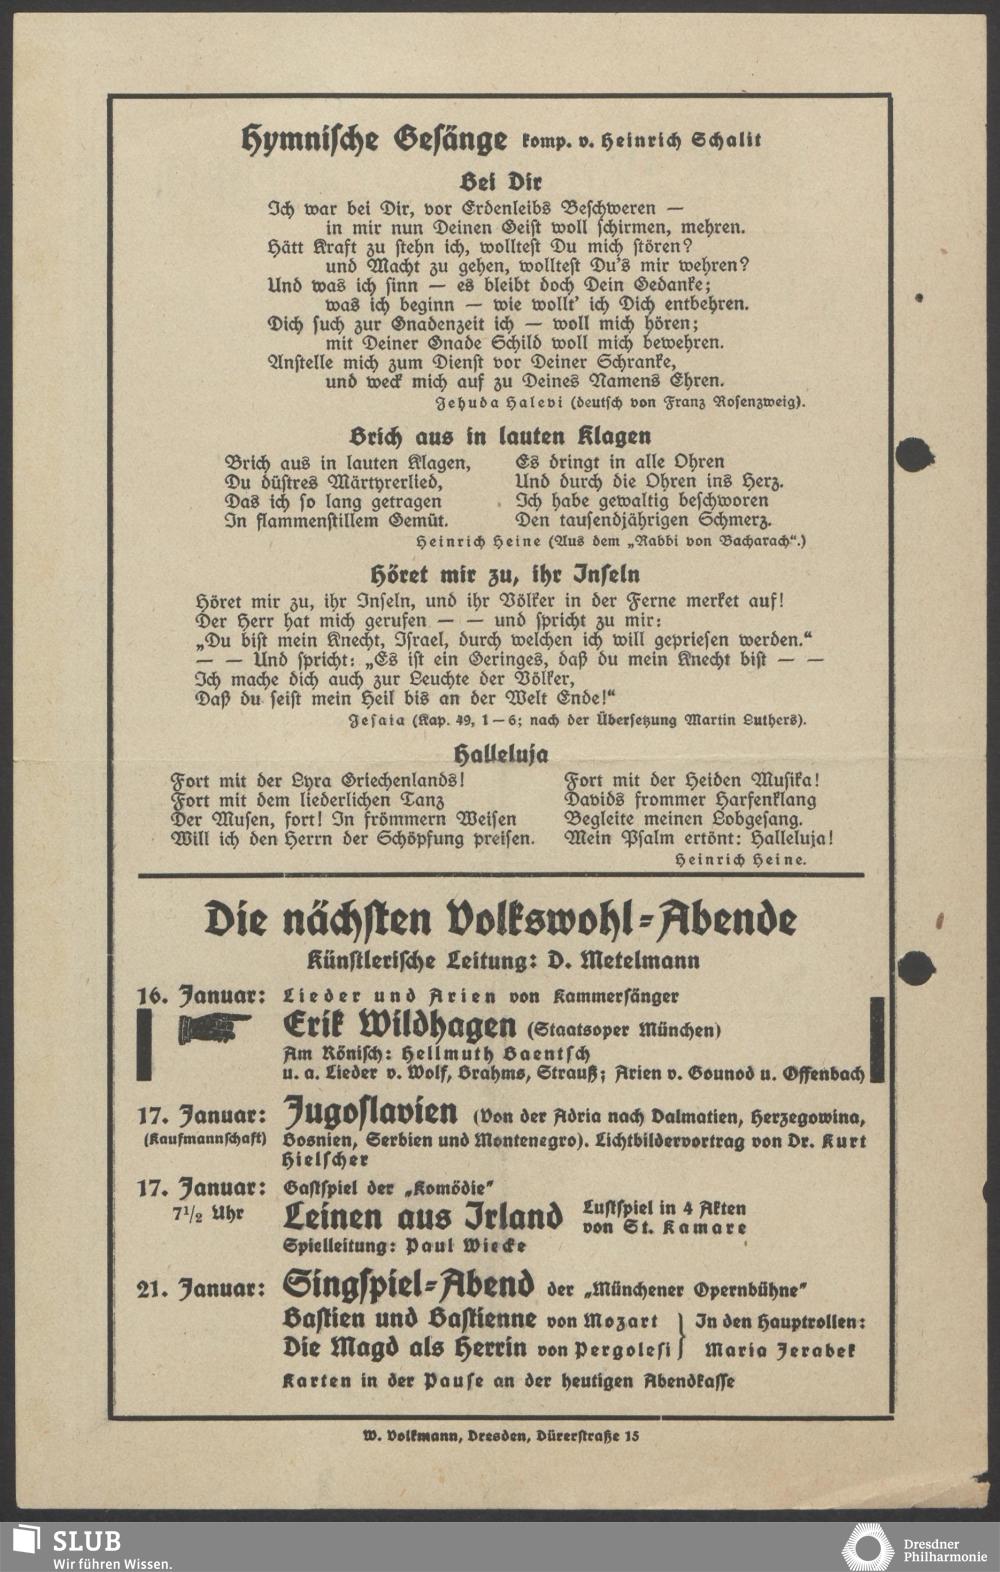 Hymnische Gesänge komp. v. Heinrich Schalit
Bei Dir
Ich war bei Dir, vor Erdenleibs Beschweren —
in mir nun Deinen Geist woll schirmen, mehren.
Hätt Kraft zu stehn ich, wolltest Du mich stören?
und Macht zu gehen, wolltest Du's mir wehren?
Und was ich sinn — es bleibt doch Dein Gedanke;
was ich beginn — wie wollt' ich Dich entbehren.
Dich such zur Gnadenzeit ich — woll mich hören;
mit Deiner Gnade Schild woll mich bewehren.
Anstelle mich zum Dienst vor Deiner Schranke,
und weck mich auf zu Deines Namens Ehren.
Jehuda Halevi (deutsch von Franz Rosenzweig).
Brich aus in lauten Klagen
Brich aus in lauten Klagen,
Du düstres Märtyrerlied,
Das ich so lang getragen
In flammenstillem Gemüt.
Es dringt in alle Ohren
Und durch die Ohren ins Herz.
Ich habe gewaltig beschworen
Den tausendjährigen Schmerz.
Heinrich Heine (Aus dem „Rabbi von Bacharach“.)
Höret mir zu, ihr Inseln
Höret mir zu, ihr Inseln, und ihr Völker in der Ferne merket auf!
Der Herr hat mich gerufen — — und spricht zu mir:
„Du bist mein Knecht, Israel, durch welchen ich will gepriesen werden.“
— — Und spricht: „Es ist ein Geringes, daß du mein Knecht bist — —
Ich mache dich auch zur Leuchte der Völker,
Daß du seist mein Heil bis an der Welt Ende!“
Jesaia (Kap. 49, 1—6; nach der Übersetzung Martin Luthers).
Halleluja
Fort mit der Lyra Griechenlands!
Fort mit dem liederlichen Tanz
Der Musen, fort! In frömmern Weisen
Will ich den Herrn der Schöpfung preisen.
Fort mit der Heiden Musika!
Davids frommer Harfenklang
Begleite meinen Lobgesang.
Mein Psalm ertönt: Halleluja!
Heinrich Heine.
Die nächsten Volkswohl-Abende
Künstlerische Leitung: D. Metelmann
16. Januar: Lieder und Arien von Kammersänger
Erik Wildhagen (Staatsoper München)
Am Rönisch: Hellmuth Baentsch
u. a. Lieder v. Wolf, Brahms, Strauß; Arien v. Gounod u. Offenbach
17. Januar: Jugoslavien (Von der Adria nach Dalmatien, Herzegowina,
(Kaufmannschaft) Bosnien, Serbien und Montenegro). Lichtbildervortrag von Dr. Kurt
Hielscher
17. Januar: Gastspiel der „Komödie“
7½ Uhr Leinen aus Irland Lustspiel in 4 Akten
von St. Kamare
Spielleitung: Paul Wiecke
21. Januar: Singspiel-Abend der „Münchener Opernbühne“
Bastien und Bastienne von Mozart } In den Hauptrollen:
Die Magd als Herrin von Pergolesi } Maria Jerabek
Karten in der Pause an der heutigen Abendkasse
W. Volkmann, Dresden, Dürerstraße 15
SLUB
Wir führen Wissen.
Dresdner
Philharmonie